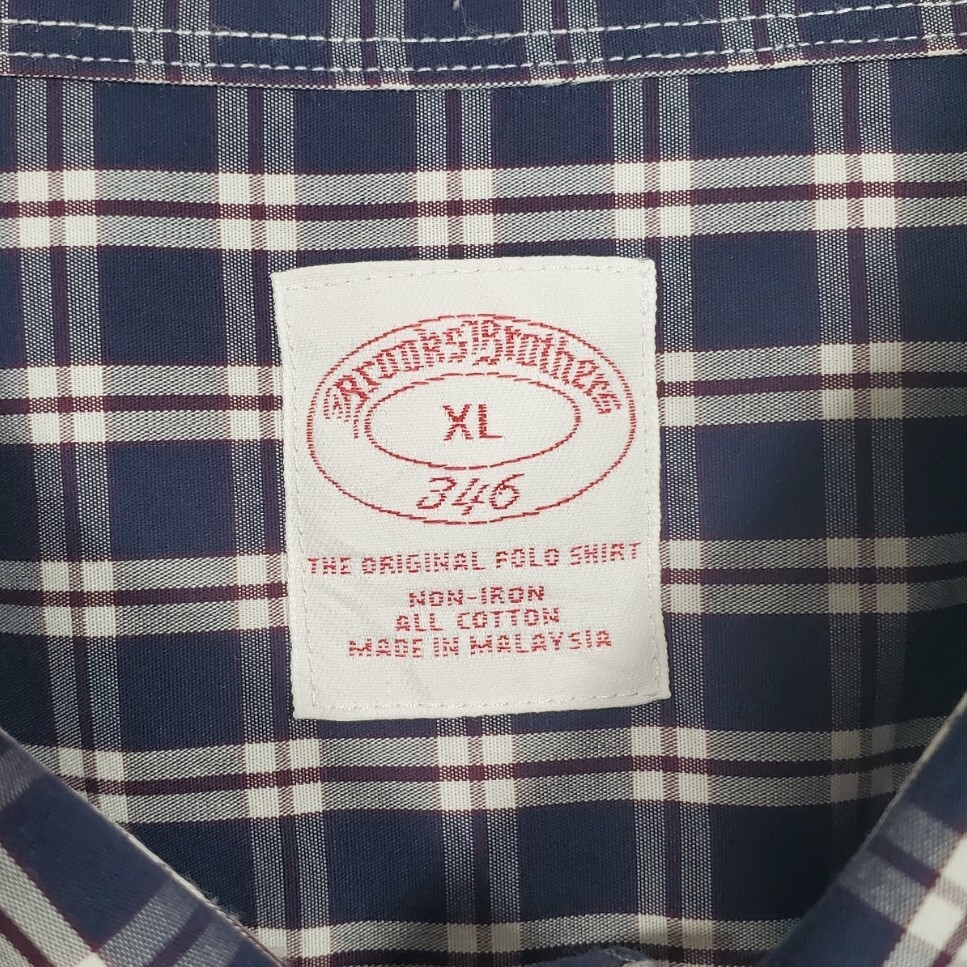 Brooks Brothers
XL
346
THE ORIGINAL POLO SHIRT
NON-IRON
ALL COTTON
MADE IN MALAYSIA